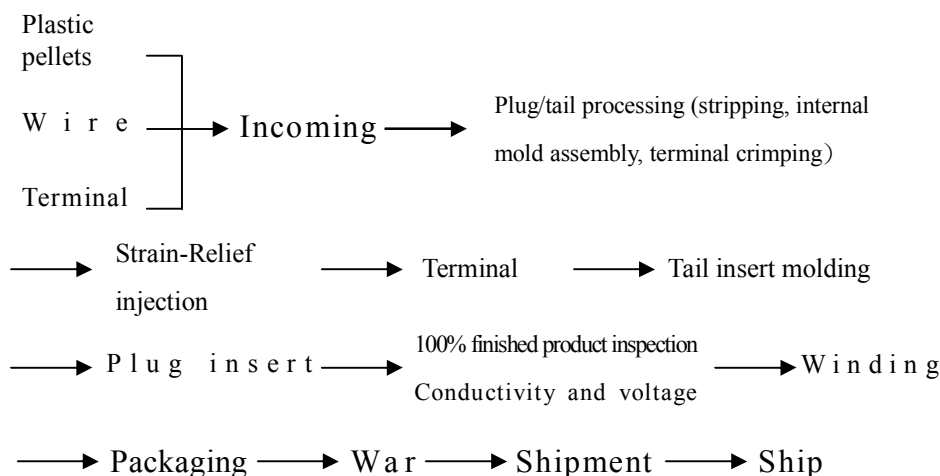 Plastic
pellets
Wire
Terminal
Incoming
Plug/tail processing (stripping, internal
mold assembly, terminal crimping）
Strain-Relief
injection
Terminal
Tail insert molding
Plug insert
100% finished product inspection
Conductivity and voltage
Winding
Packaging
War
Shipment
Ship